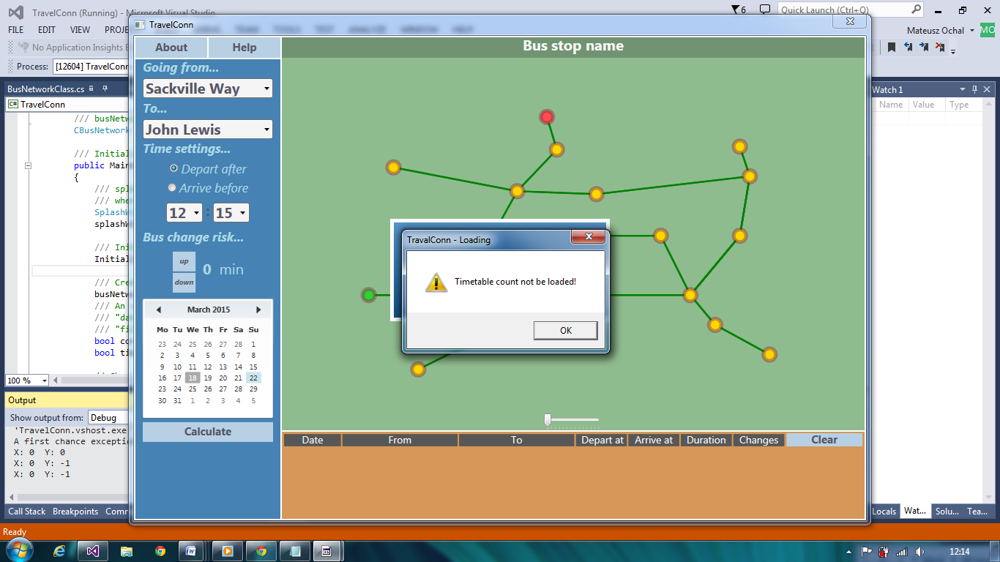 TravelConn (Running) - Microsoft Visual Studio
6
Quick Launch (Ctrl+Q)
FILE EDIT VIEW PROJE
TEAM TOOLS TEST ANALYZE WINDOW HELP
Mateusz Ochal
MO
No Application Insights E
Process: [12604] TravelConn
BusNetworkClass.cs
C# TravelConn
/// busNetw
CBusNetwork
/// Initial
public Main
{
/// spl
/// whe
SplashW
splashW
/// Ini
Initial
/// Cre
busNetw
/// An
/// "da
/// "fi
bool co
bool ti
100 %
Output
Show output from: Debug
'TravelConn.vshost.exe
A first chance exceptio
X: 0 Y: 0
X: 0 Y: -1
X: 0 Y: -1
Call Stack Breakpoints Comm
Ready
TravelConn
About Help
Going from...
Sackville Way
To...
John Lewis
Time settings...
Depart after
Arrive before
12 : 15
Bus change risk...
up
0 min
down
March 2015
Mo Tu We Th Fr Sa Su
23 24 25 26 27 28 1
2 3 4 5 6 7 8
9 10 11 12 13 14 15
16 17 18 19 20 21 22
23 24 25 26 27 28 29
30 31 1 2 3 4 5
Calculate
Bus stop name
TravalConn - Loading
Timetable count not be loaded!
OK
Date From To Depart at Arrive at Duration Changes Clear
Watch 1
Name Value Type
Locals Wat... Solu... Tea...
12:14